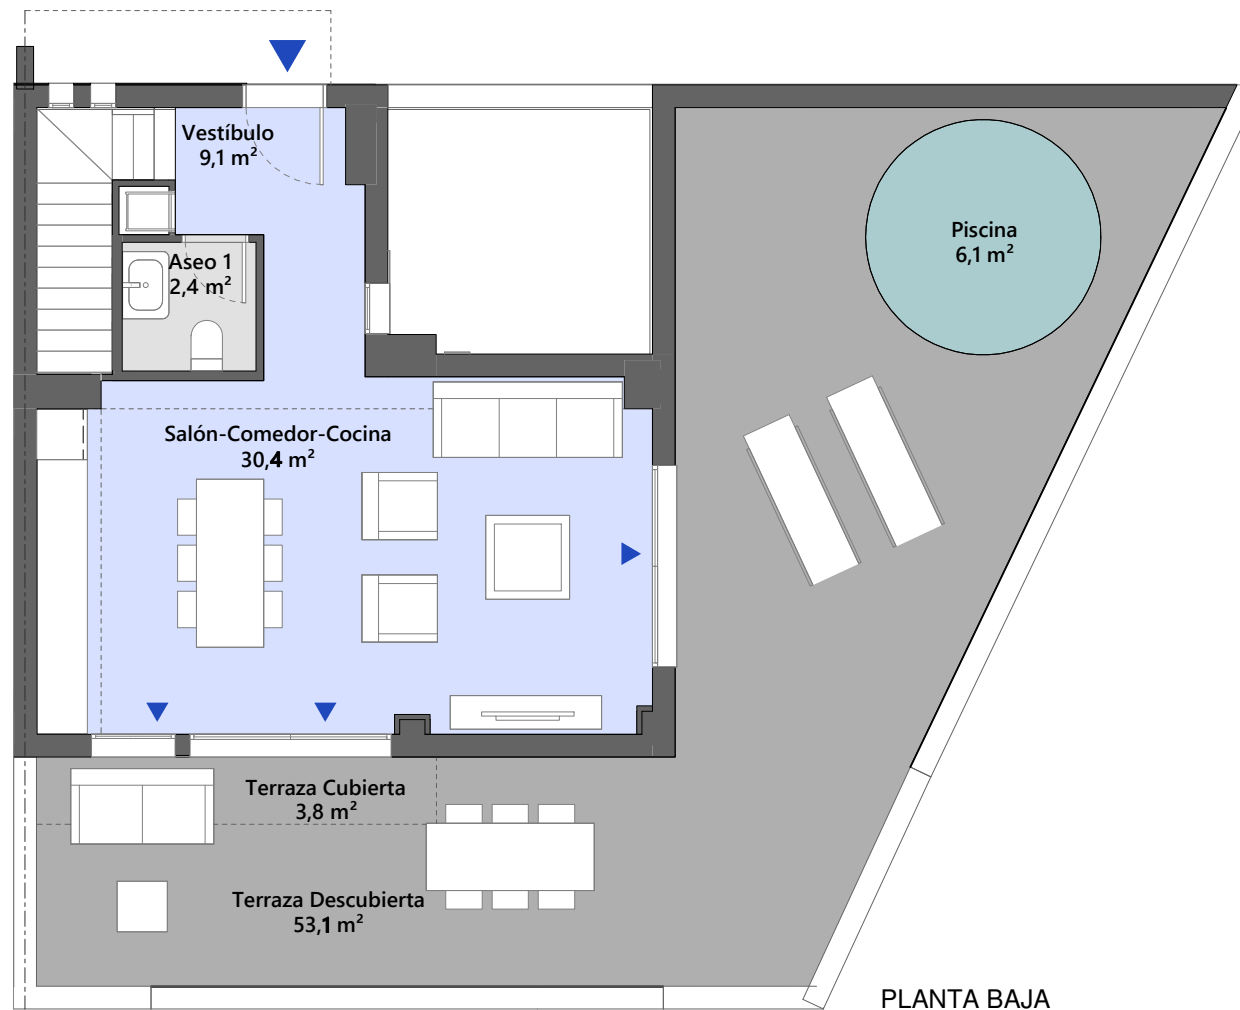 Vestíbulo
9,1 m²
Piscina
6,1 m²
Aseo 1
2,4 m²
Salón-Comedor-Cocina
30,4 m²
Terraza Cubierta
3,8 m²
Terraza Descubierta
53,1 m²
PLANTA BAJA